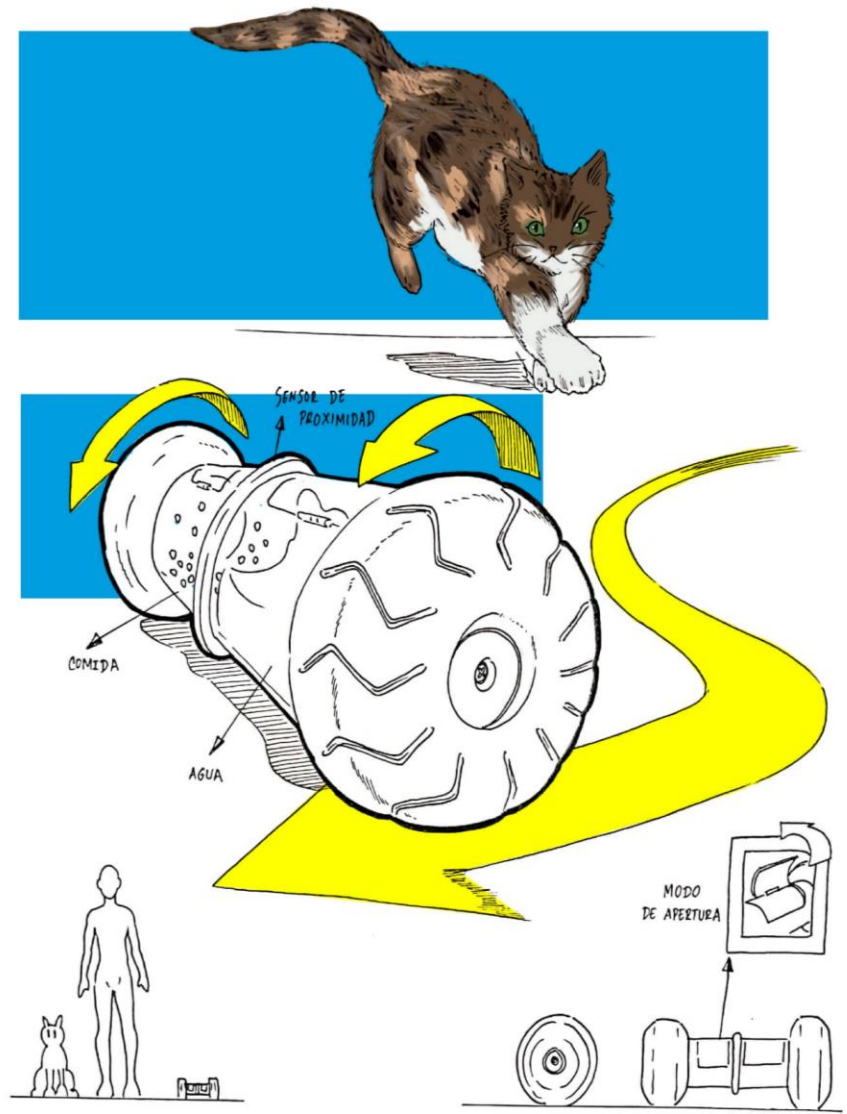 SENSOR DE
PROXIMIDAD
COMIDA
AGUA
MODO
DE APERTURA